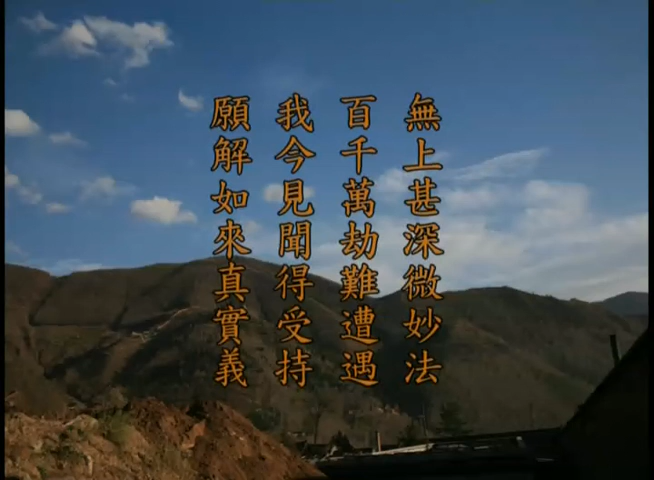 無上甚深微妙法
百千萬劫難遭遇
我今見聞得受持
願解如來真實義